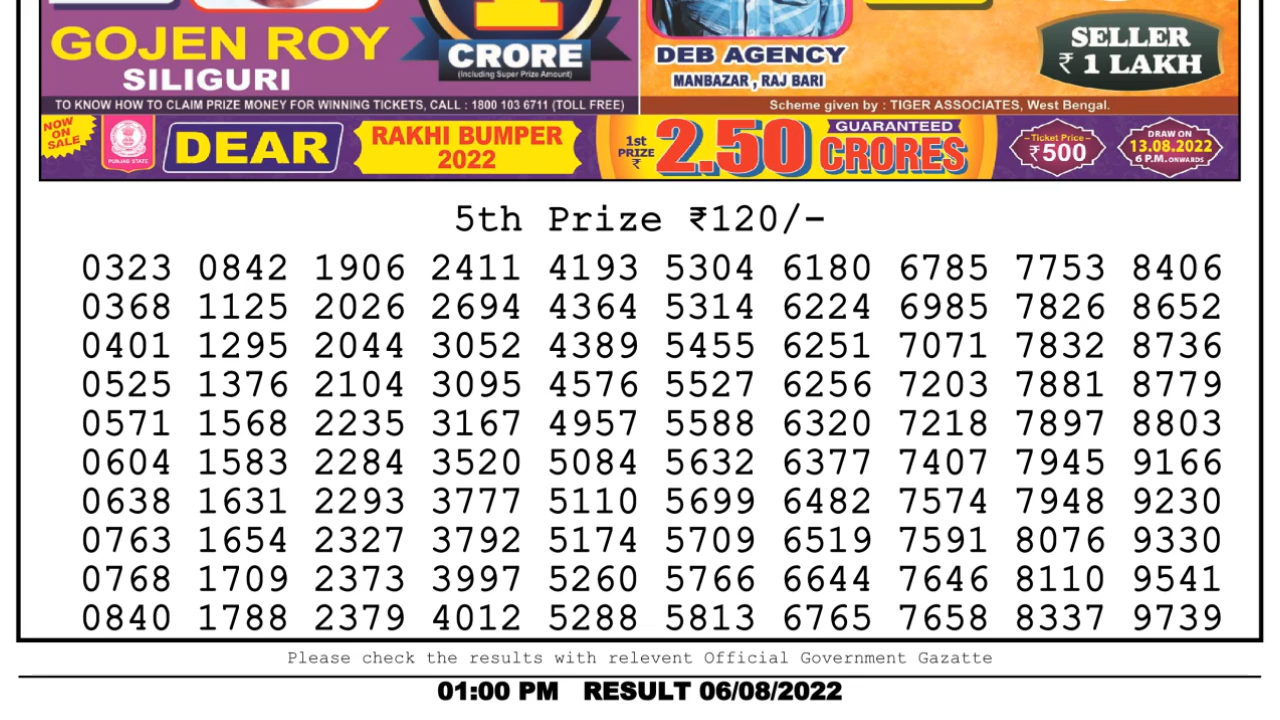 GOJEN ROY
SILIGURI
1
CRORE
(Including Super Prize Amount)
DEB AGENCY
MANBAZAR , RAJ BARI
SELLER
₹ 1 LAKH
TO KNOW HOW TO CLAIM PRIZE MONEY FOR WINNING TICKETS, CALL : 1800 103 6711 (TOLL FREE)
Scheme given by : TIGER ASSOCIATES, West Bengal.
NOW
ON
SALE
PUNJAB STATE
DEAR
RAKHI BUMPER
2022
1st
PRIZE
₹
2.50
GUARANTEED
CRORES
Ticket Price
₹500
DRAW ON
13.08.2022
6 P.M. ONWARDS
5th Prize ₹120/-
0323 0842 1906 2411 4193 5304 6180 6785 7753 8406
0368 1125 2026 2694 4364 5314 6224 6985 7826 8652
0401 1295 2044 3052 4389 5455 6251 7071 7832 8736
0525 1376 2104 3095 4576 5527 6256 7203 7881 8779
0571 1568 2235 3167 4957 5588 6320 7218 7897 8803
0604 1583 2284 3520 5084 5632 6377 7407 7945 9166
0638 1631 2293 3777 5110 5699 6482 7574 7948 9230
0763 1654 2327 3792 5174 5709 6519 7591 8076 9330
0768 1709 2373 3997 5260 5766 6644 7646 8110 9541
0840 1788 2379 4012 5288 5813 6765 7658 8337 9739
Please check the results with relevent Official Government Gazatte
01:00 PM RESULT 06/08/2022